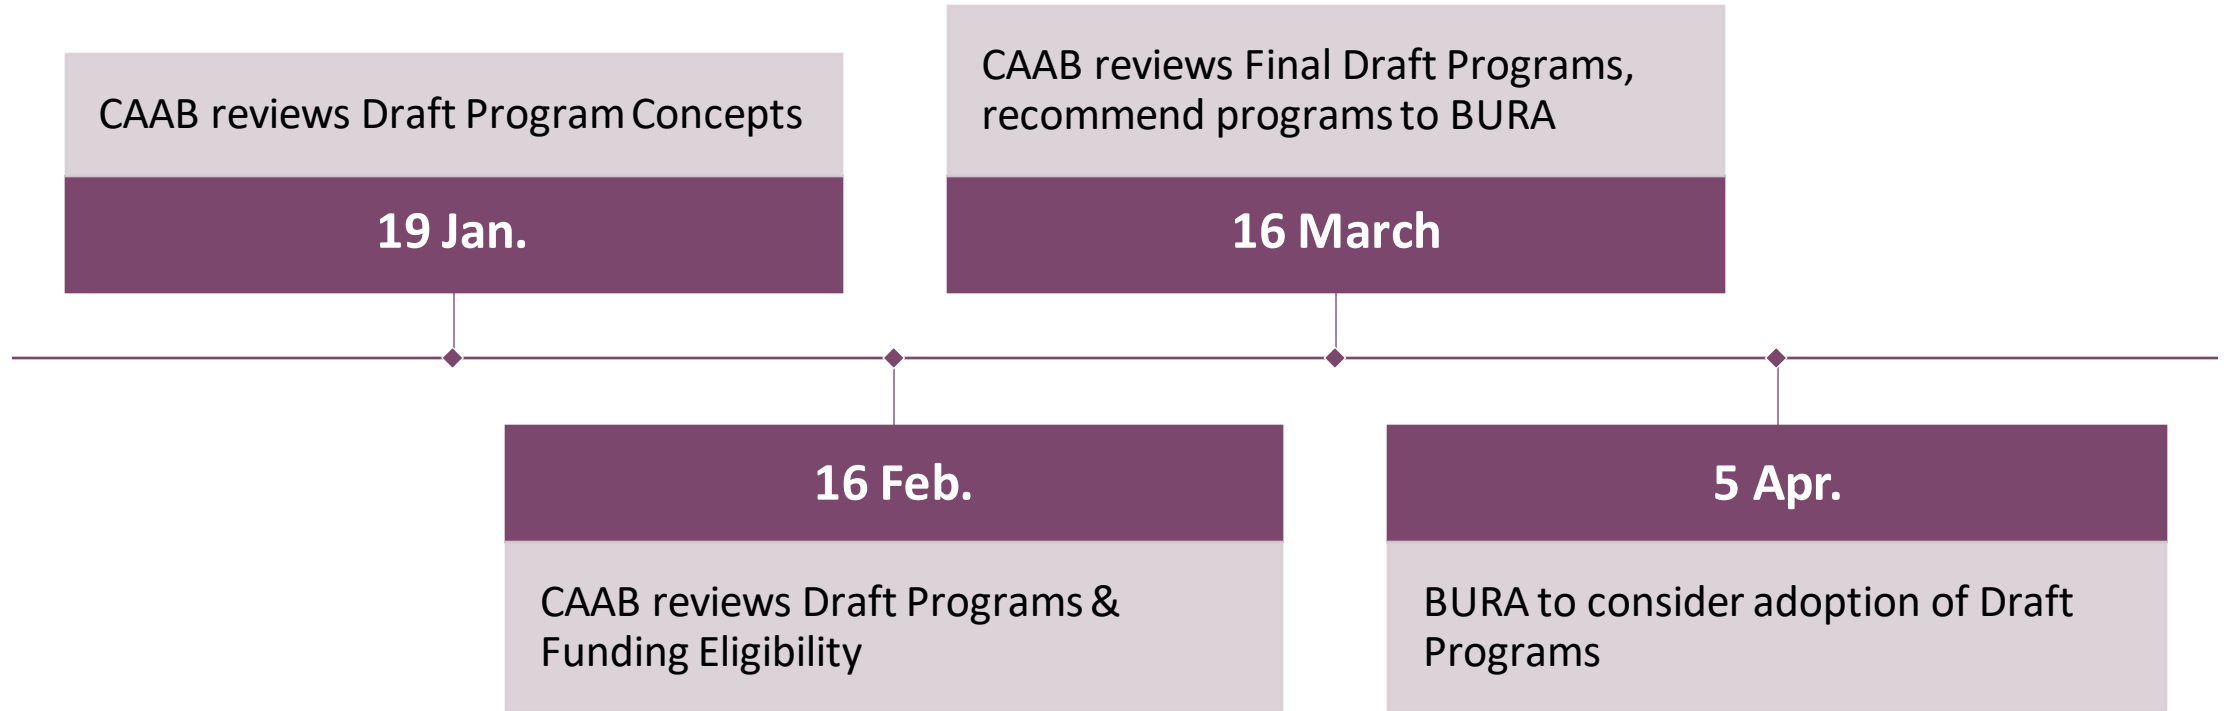 CAAB reviews Draft Program Concepts
19 Jan.
16 Feb.
CAAB reviews Draft Programs &
Funding Eligibility
CAAB reviews Final Draft Programs,
recommend programs to BURA
16 March
5 Apr.
BURA to consider adoption of Draft
Programs